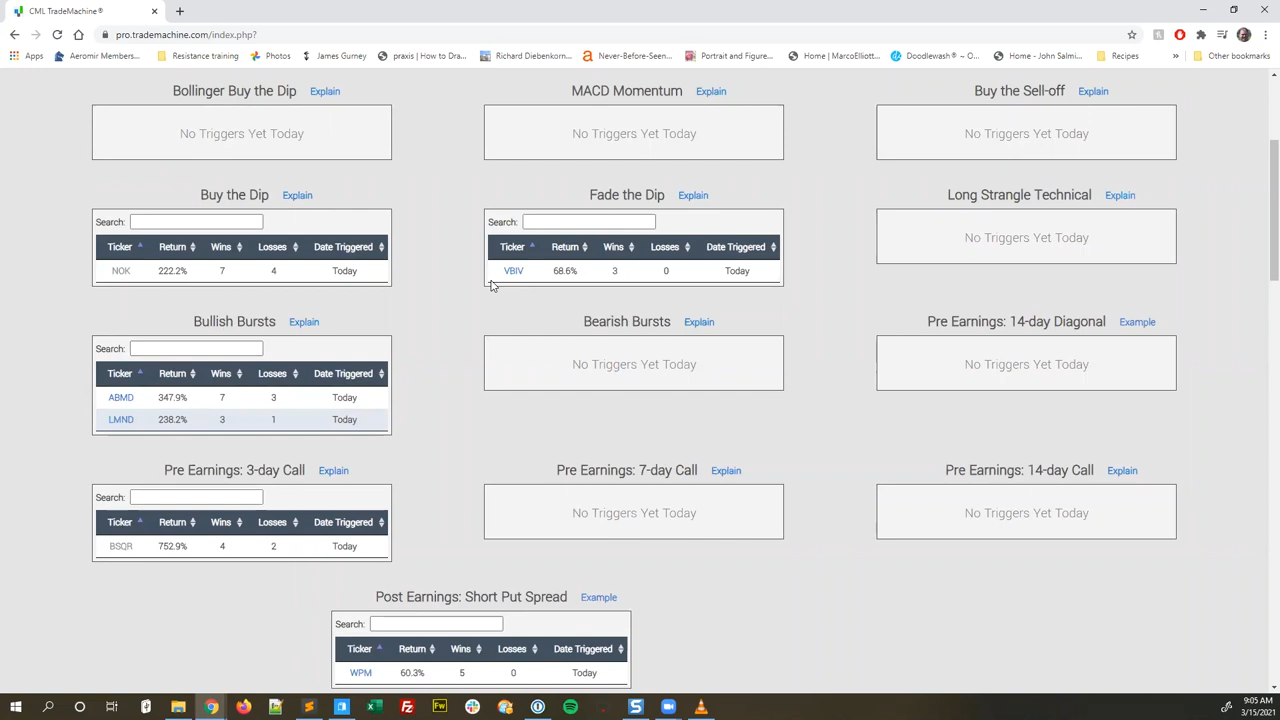 CML TradeMachine®
pro.trademachine.com/index.php?
Apps Aeromir Members... Resistance training Photos James Gurney praxis | How to Dra... Richard Diebenkorn... Never-Before-Seen... Portrait and Figure... Home | MarcoElliott... Doodlewash® ~ O... Home - John Salmi... Recipes » Other bookmarks
Bollinger Buy the Dip Explain MACD Momentum Explain Buy the Sell-off Explain
No Triggers Yet Today No Triggers Yet Today No Triggers Yet Today
Buy the Dip Explain Fade the Dip Explain Long Strangle Technical Explain
Search: Search:
Ticker Return Wins Losses Date Triggered Ticker Return Wins Losses Date Triggered No Triggers Yet Today
NOK 222.2% 7 4 Today VBIV 68.6% 3 0 Today
Bullish Bursts Explain Bearish Bursts Explain Pre Earnings: 14-day Diagonal Example
Search:
Ticker Return Wins Losses Date Triggered No Triggers Yet Today No Triggers Yet Today
ABMD 347.9% 7 3 Today
LMND 238.2% 3 1 Today
Pre Earnings: 3-day Call Explain Pre Earnings: 7-day Call Explain Pre Earnings: 14-day Call Explain
Search:
Ticker Return Wins Losses Date Triggered No Triggers Yet Today No Triggers Yet Today
BSQR 752.9% 4 2 Today
Post Earnings: Short Put Spread Example
Search:
Ticker Return Wins Losses Date Triggered
WPM 60.3% 5 0 Today
9:05 AM
3/15/2021